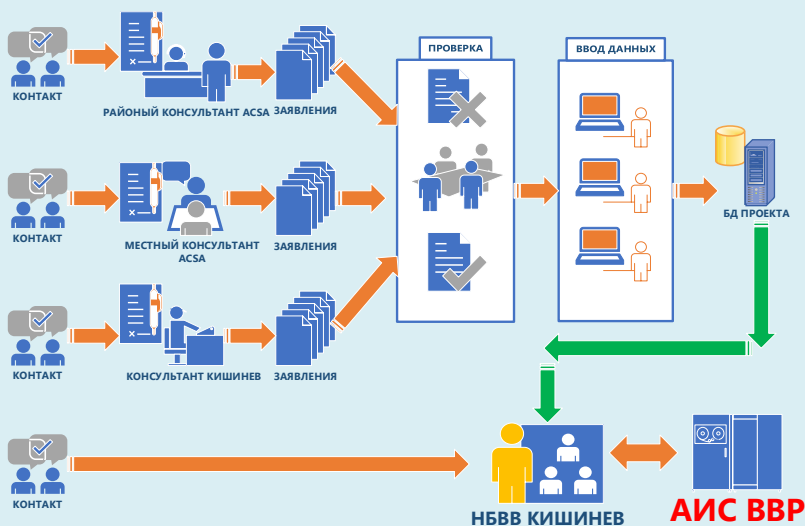 ПРОВЕРКА
ВВОД ДАННЫХ
КОНТАКТ
РАЙОНЫЙ КОНСУЛЬТАНТ ACSA
ЗАЯВЛЕНИЯ
КОНТАКТ
МЕСТНЫЙ КОНСУЛЬТАНТ
ACSA
ЗАЯВЛЕНИЯ
БД ПРОЕКТА
КОНТАКТ
КОНСУЛЬТАНТ КИШИНЕВ
ЗАЯВЛЕНИЯ
КОНТАКТ
НБВВ КИШИНЕВ
АИС ВВР